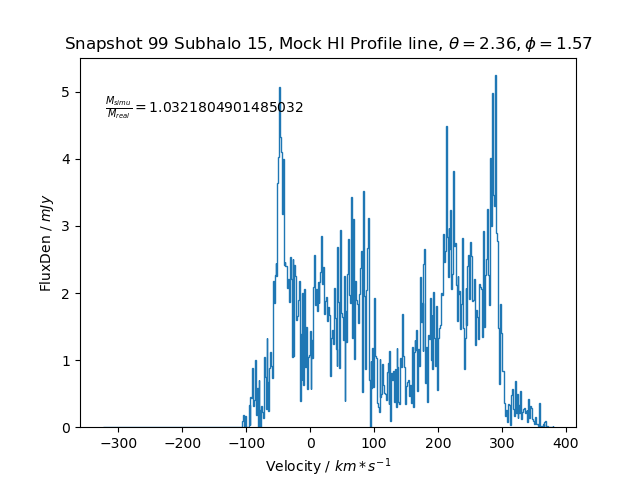 Snapshot 99 Subhalo 15, Mock HI Profile line, θ = 2.36, ϕ = 1.57
M_simu/M_real = 1.0321804901485032
FluxDen / mJy
5
4
3
2
1
0
−300 −200 −100 0 100 200 300 400
Velocity / km * s⁻¹